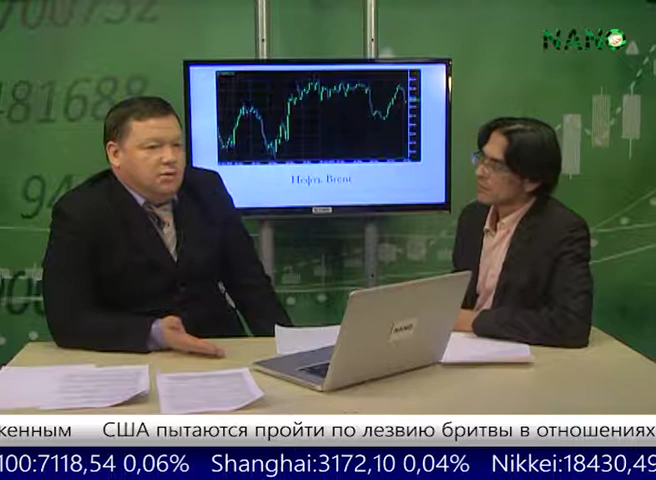 NANO
Нефть Brent
NANO
женным США пытаются пройти по лезвию бритвы в отношениях
100:7118,54 0,06% Shanghai:3172,10 0,04% Nikkei:18430,49